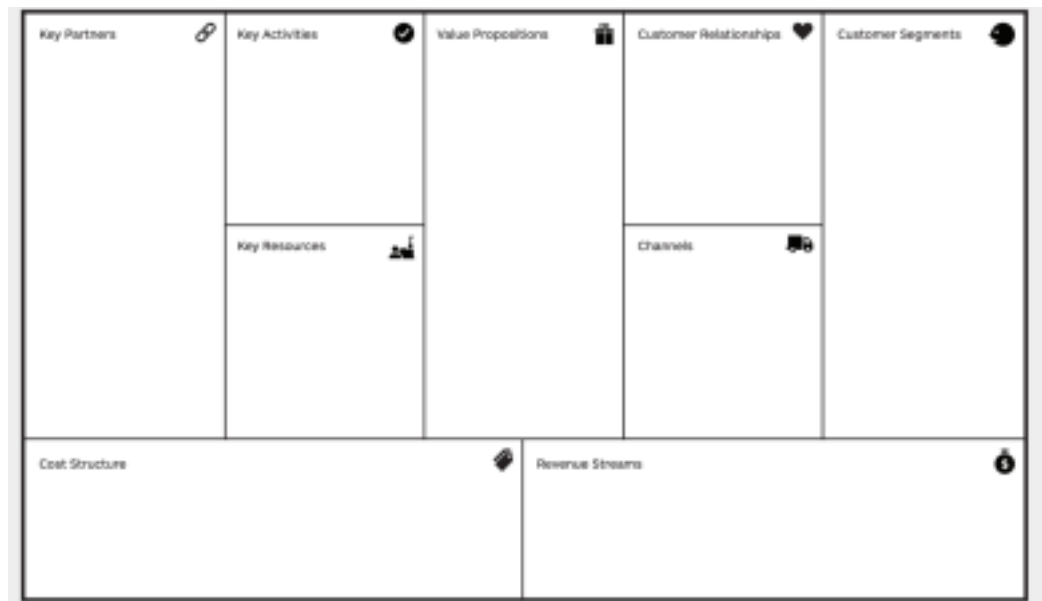 Key Partners
Key Activities
Value Propositions
Customer Relationships
Customer Segments
Key Resources
Channels
Cost Structure
Revenue Streams
$